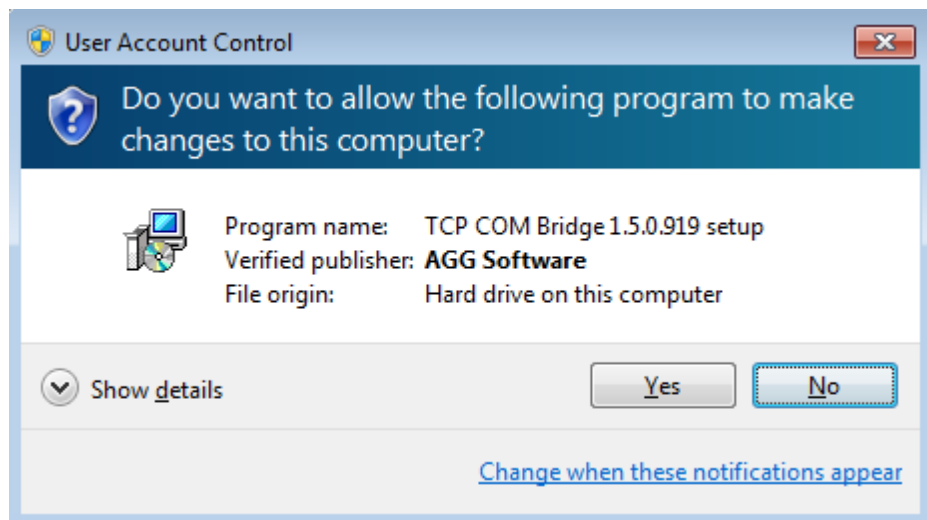 User Account Control
Do you want to allow the following program to make
changes to this computer?
Program name: TCP COM Bridge 1.5.0.919 setup
Verified publisher: AGG Software
File origin: Hard drive on this computer
Show details
Yes
No
Change when these notifications appear